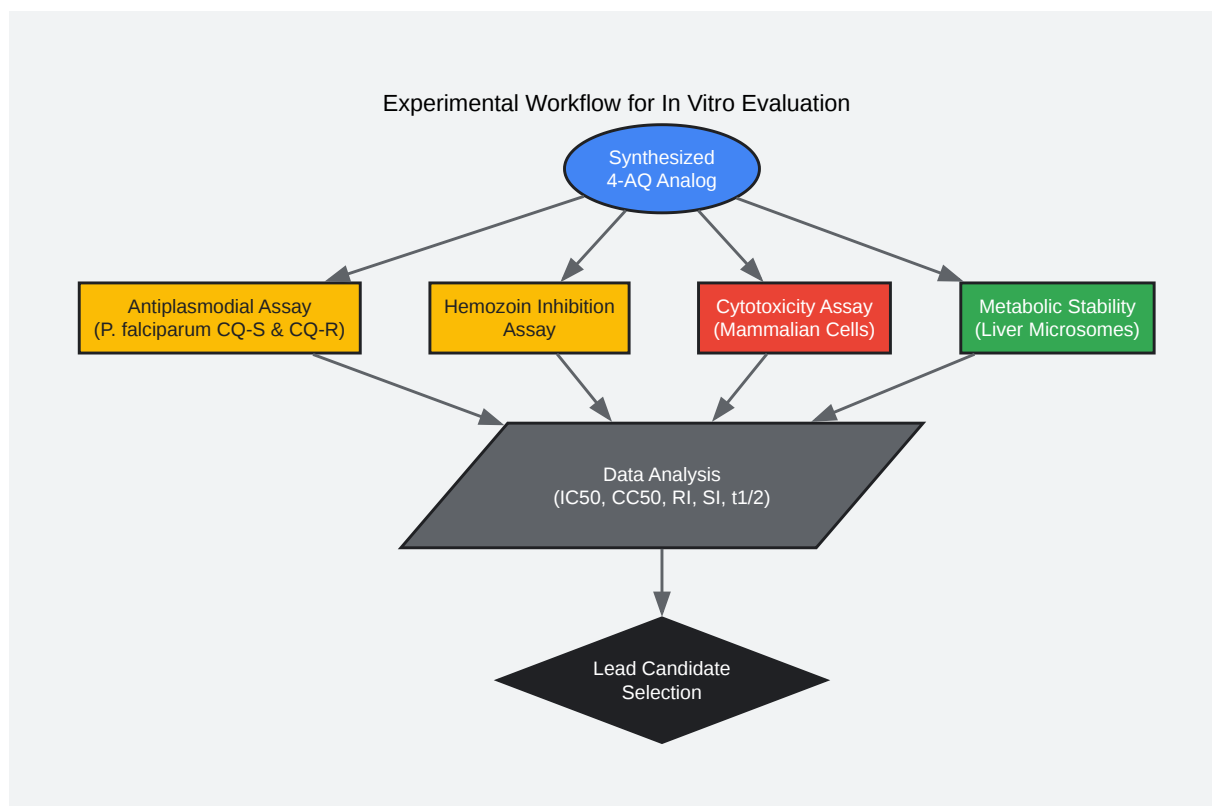 Experimental Workflow for In Vitro Evaluation
Synthesized
4-AQ Analog
Antiplasmodial Assay
(P. falciparum CQ-S & CQ-R)
Hemozoin Inhibition
Assay
Cytotoxicity Assay
(Mammalian Cells)
Metabolic Stability
(Liver Microsomes)
Data Analysis
(IC50, CC50, RI, SI, t1/2)
Lead Candidate
Selection